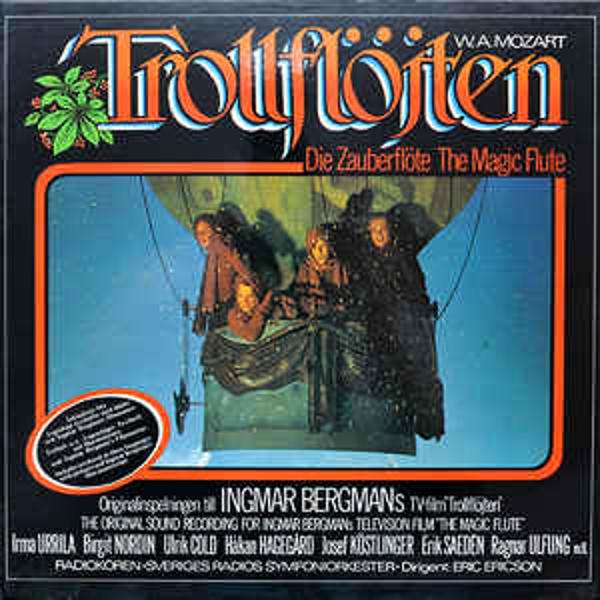 W. A. MOZART
Trollflöjten
Die Zauberflöte The Magic Flute
Originalinspelningen till INGMAR BERGMANs TV-film 'Trollflöjten'
THE ORIGINAL SOUND RECORDING FOR INGMAR BERGMANs TELEVISION FILM "THE MAGIC FLUTE"
Irma URRILA Birgit NORDIN Ulrik COLD Håkan HAGEGÅRD Josef KÖSTLINGER Erik SAEDÉN Ragnar ULFUNG m.fl.
RADIOKÖREN-SVERIGES RADIOS SYMFONIORKESTER-Dirigent: ERIC ERICSON